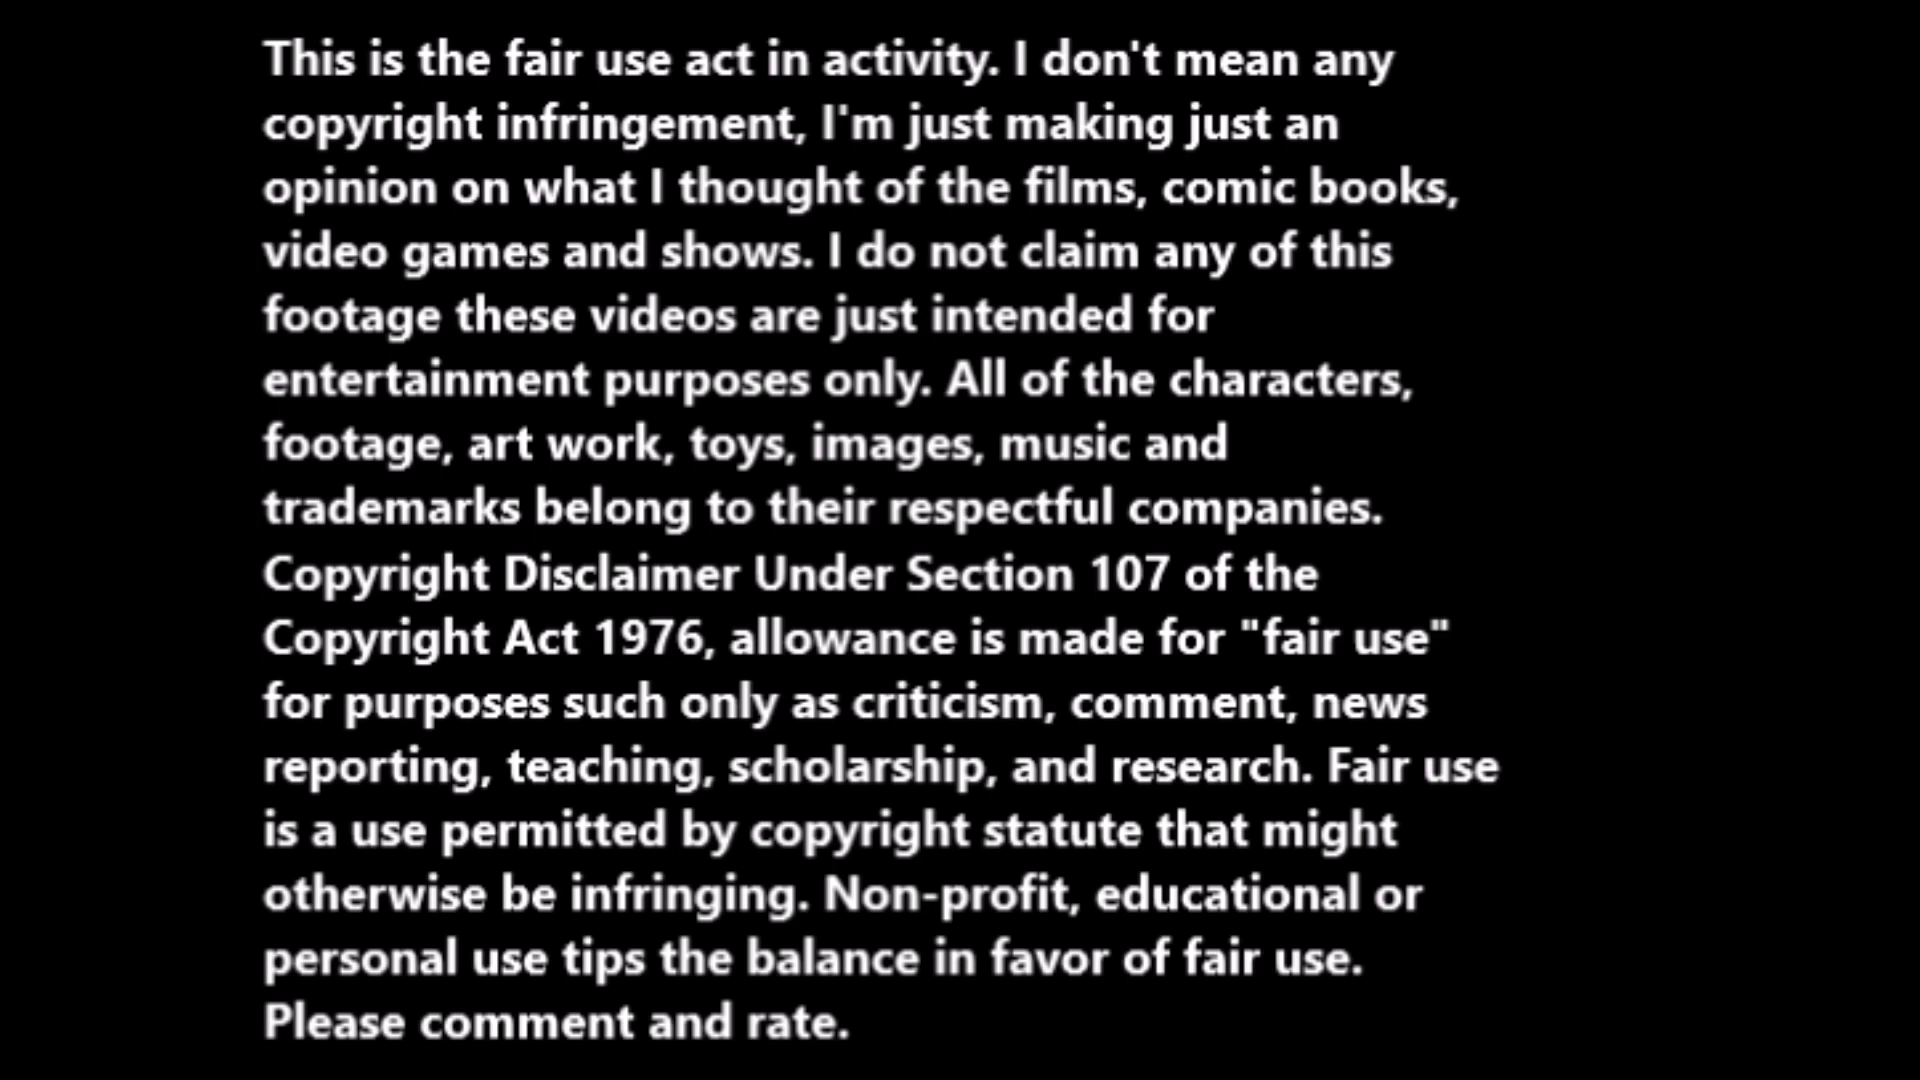 This is the fair use act in activity. I don't mean any
copyright infringement, I'm just making just an
opinion on what I thought of the films, comic books,
video games and shows. I do not claim any of this
footage these videos are just intended for
entertainment purposes only. All of the characters,
footage, art work, toys, images, music and
trademarks belong to their respectful companies.
Copyright Disclaimer Under Section 107 of the
Copyright Act 1976, allowance is made for "fair use"
for purposes such only as criticism, comment, news
reporting, teaching, scholarship, and research. Fair use
is a use permitted by copyright statute that might
otherwise be infringing. Non-profit, educational or
personal use tips the balance in favor of fair use.
Please comment and rate.